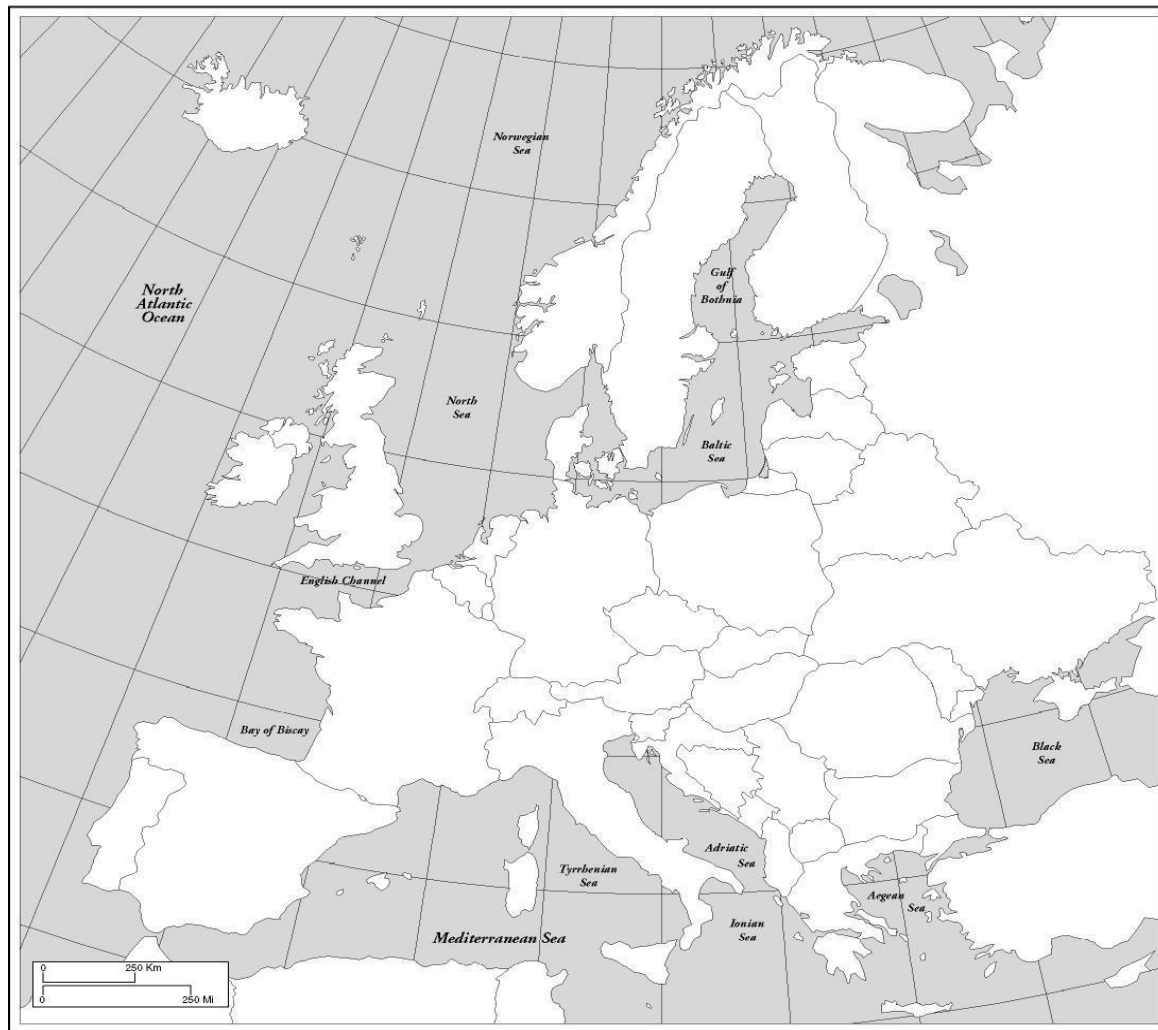 Norwegian
Sea
North
Atlantic
Ocean
Gulf
of
Bothnia
North
Sea
Baltic
Sea
English Channel
Bay of Biscay
Black
Sea
Adriatic
Sea
Tyrrhenian
Sea
Aegean
Sea
Ionian
Sea
Mediterranean Sea
0 250 Km
0 250 Mi